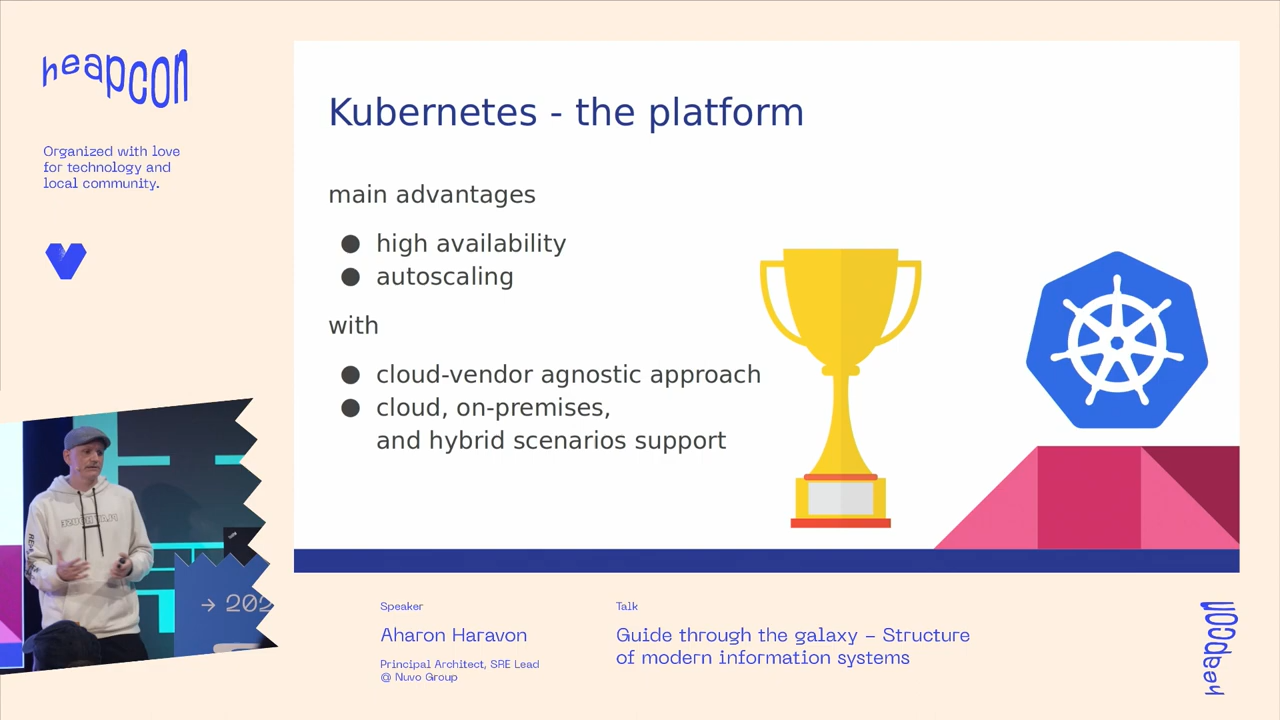 heapcon
Organized with love
for technology and
local community.
Kubernetes - the platform
main advantages
● high availability
● autoscaling
with
● cloud-vendor agnostic approach
● cloud, on-premises,
and hybrid scenarios support
→ 202
Speaker
Aharon Haravon
Principal Architect, SRE Lead
@ Nuvo Group
Talk
Guide through the galaxy – Structure
of modern information systems
heapcon